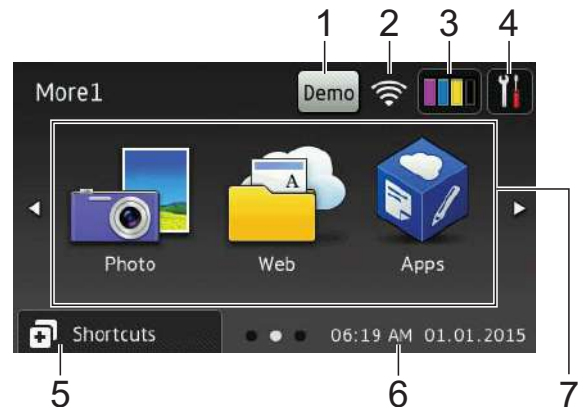 1 2 3 4
More1 Demo
A
Photo Web Apps
7
Shortcuts 06:19 AM 01.01.2015
5 6